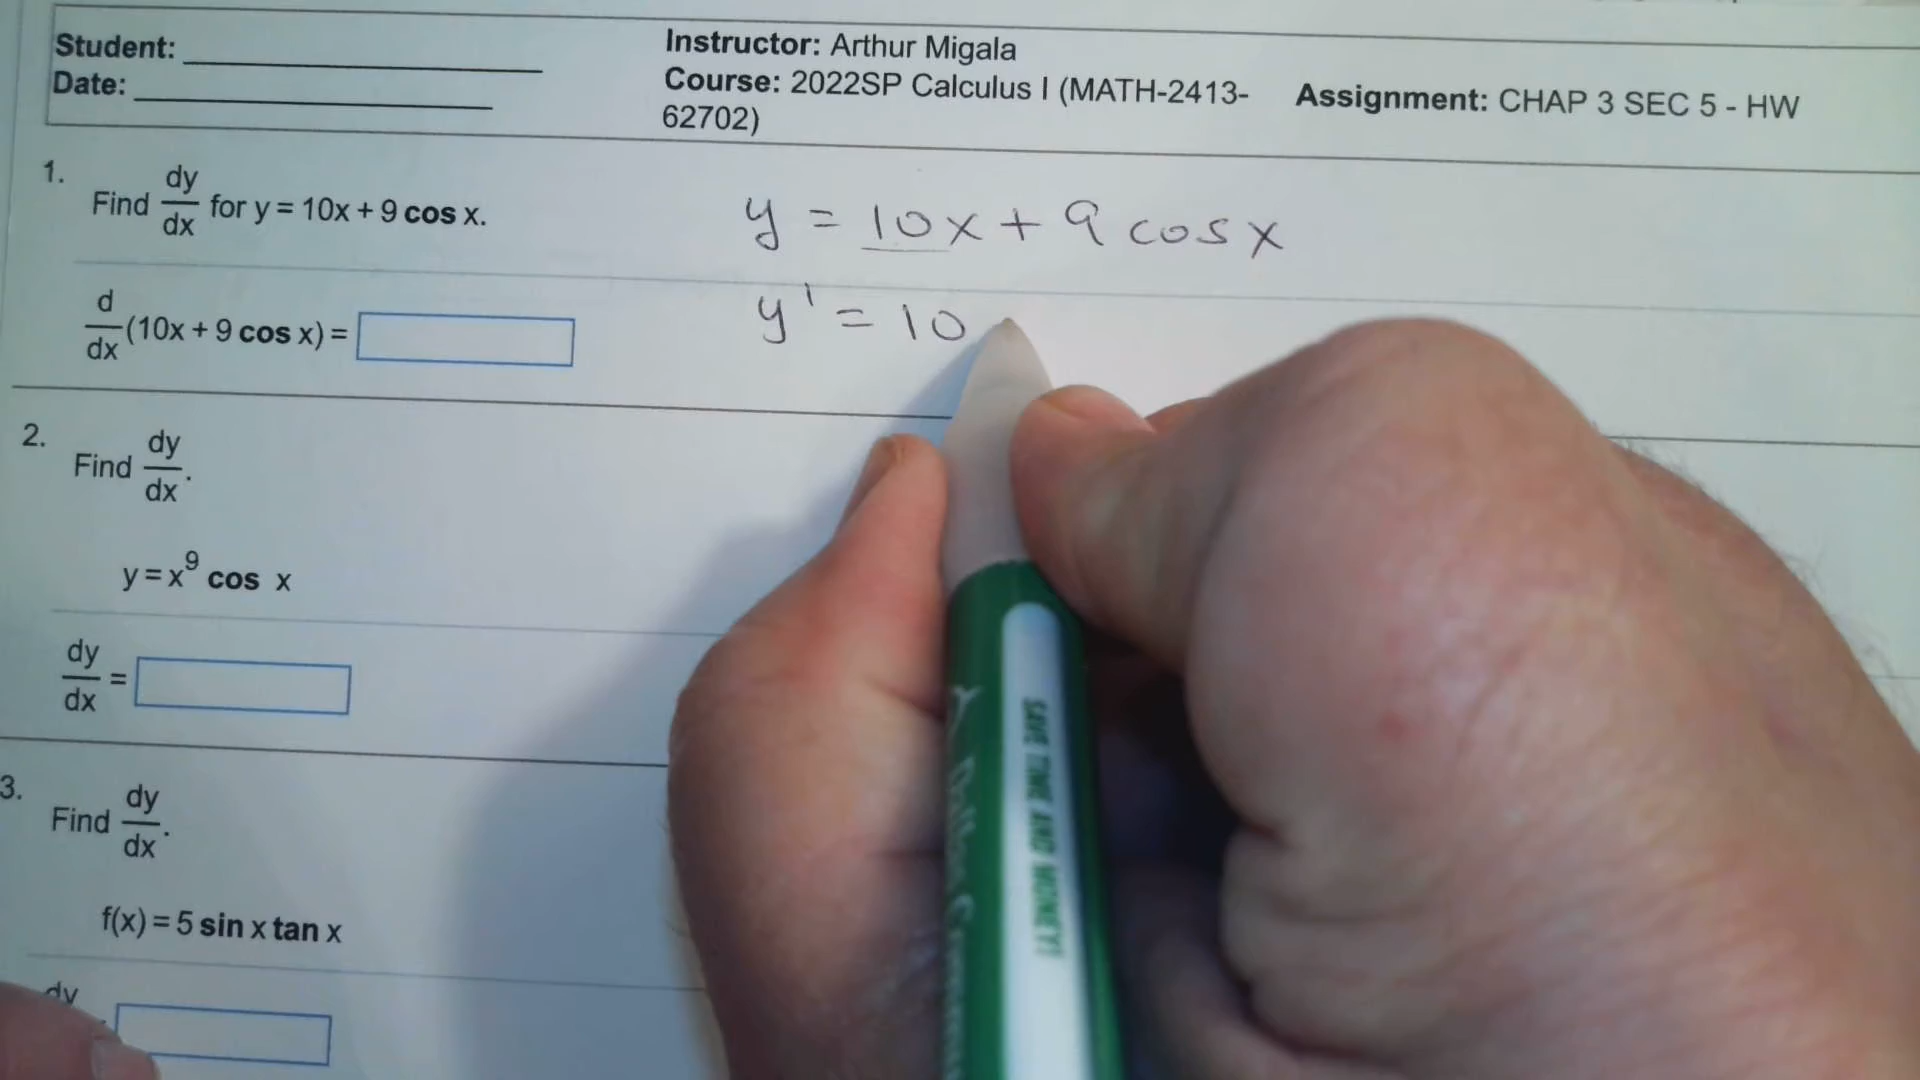 Student:
Date:
Instructor: Arthur Migala
Course: 2022SP Calculus I (MATH-2413-
62702)
Assignment: CHAP 3 SEC 5 - HW
1.
Find dy/dx for y = 10x + 9 cos x.
y = 10x + 9 cos x
d/dx (10x + 9 cos x) =
y' = 10
2.
Find dy/dx.
y = x⁹ cos x
dy/dx =
3.
Find dy/dx.
f(x) = 5 sin x tan x
dy
SAVE TIME AND MONEY!